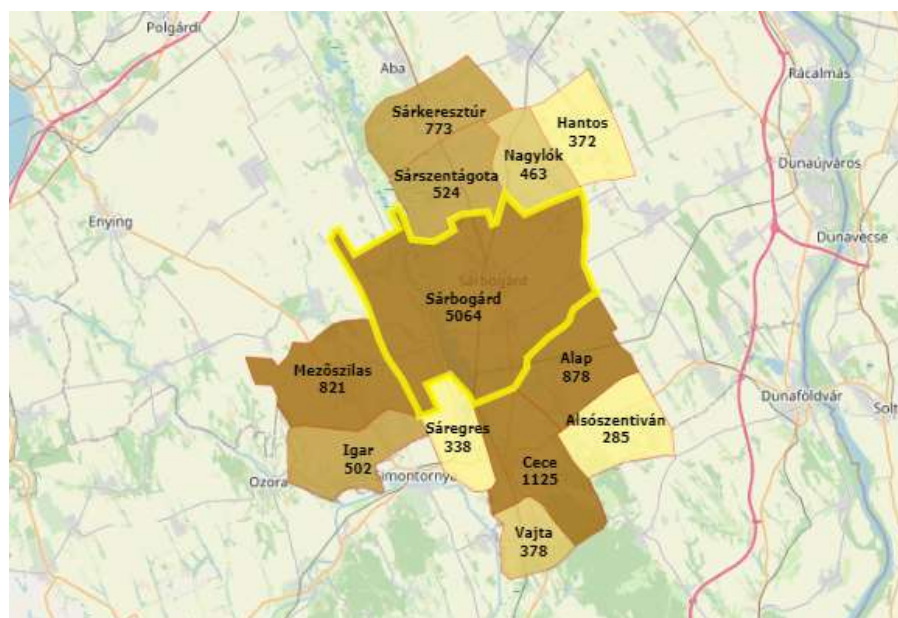 Polgárdi
Aba
Rácalmás
Sárkeresztúr
773
Hantos
372
Nagylók
463
Dunaújváros
Sárszentágota
524
Enying
Dunavecse
Sárbogárd
Sárbogárd
5064
Mezőszilas
821
Alap
878
Dunaföldvár
Solt
Alsószentiván
285
Sáregres
338
Igar
502
Cece
1125
Ozora
Simontornya
Vajta
378